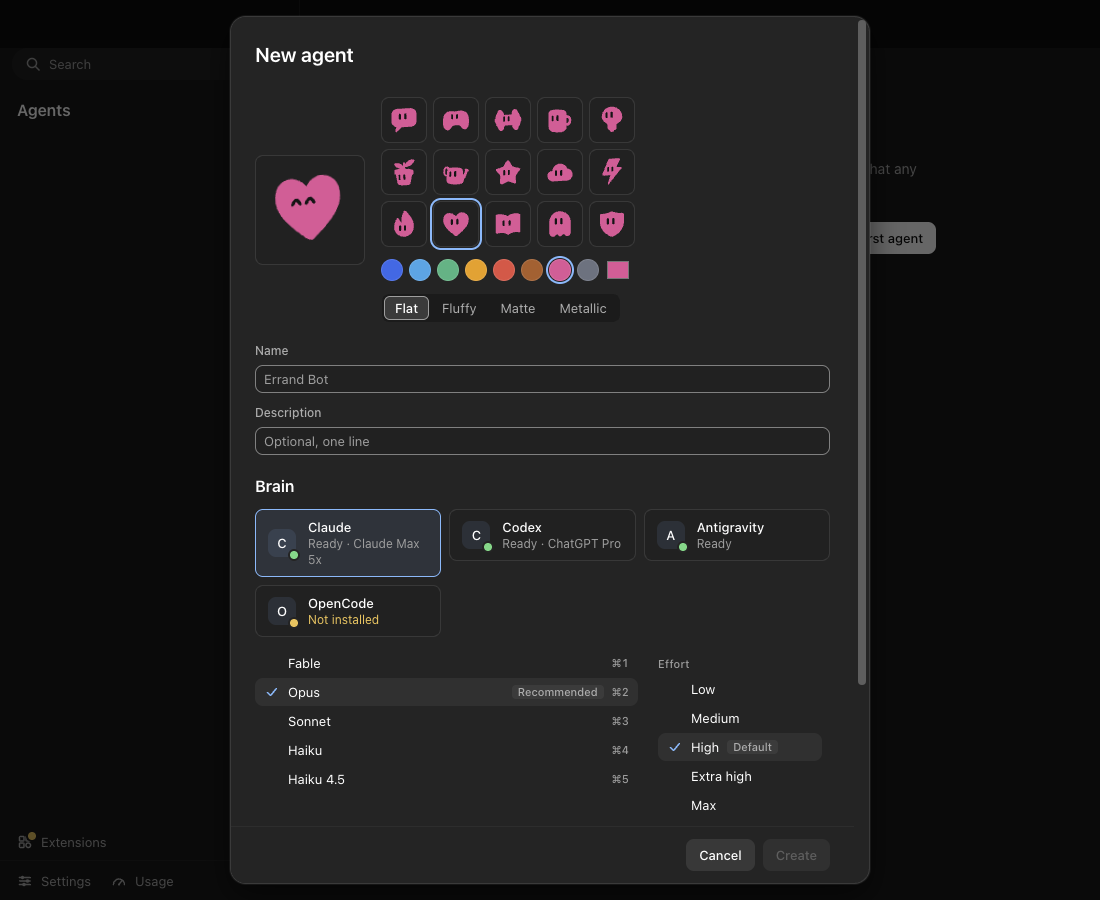 Search
Agents
hat any
rst agent
Extensions
Settings
Usage
New agent
Flat
Fluffy
Matte
Metallic
Name
Errand Bot
Description
Optional, one line
Brain
C
Claude
Ready · Claude Max
5x
C
Codex
Ready · ChatGPT Pro
A
Antigravity
Ready
O
OpenCode
Not installed
Fable ⌘1
Opus Recommended ⌘2
Sonnet ⌘3
Haiku ⌘4
Haiku 4.5 ⌘5
Effort
Low
Medium
High Default
Extra high
Max
Cancel
Create